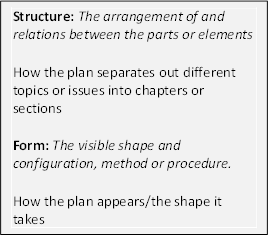 Structure: The arrangement of and
relations between the parts or elements
How the plan separates out different
topics or issues into chapters or
sections
Form: The visible shape and
configuration, method or procedure.
How the plan appears/the shape it
takes